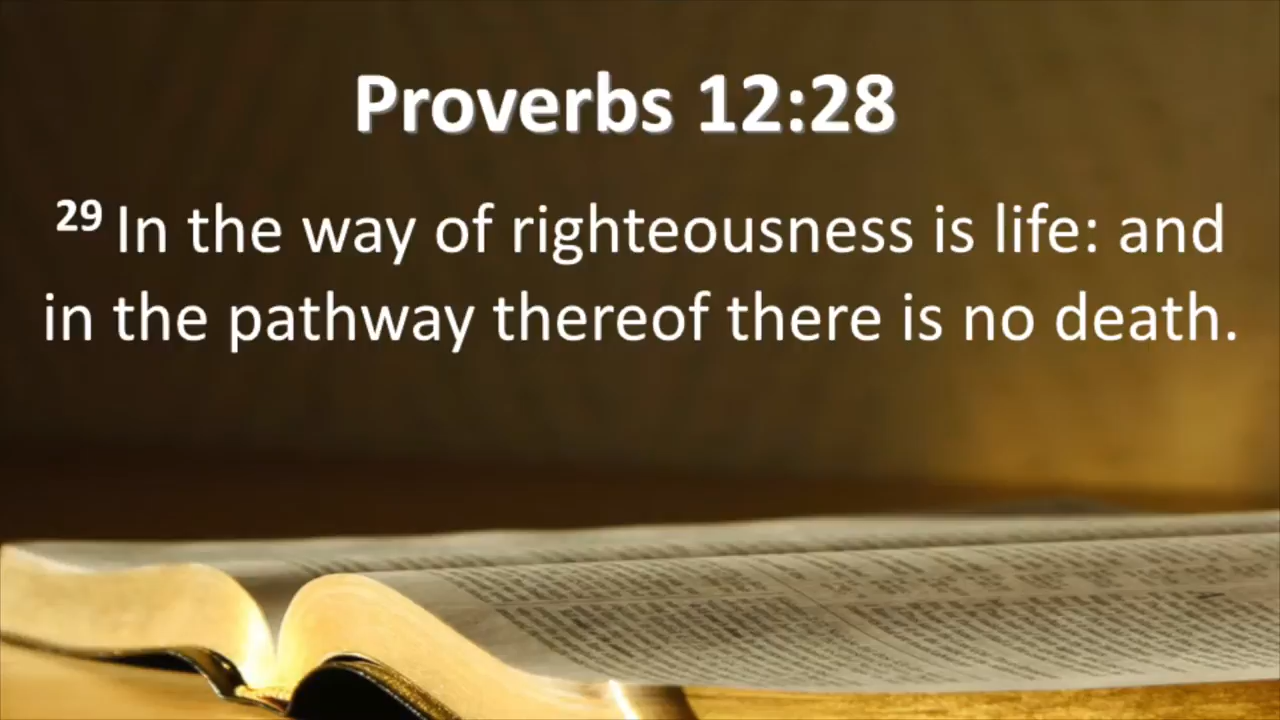 Proverbs 12:28
29 In the way of righteousness is life: and
in the pathway thereof there is no death.